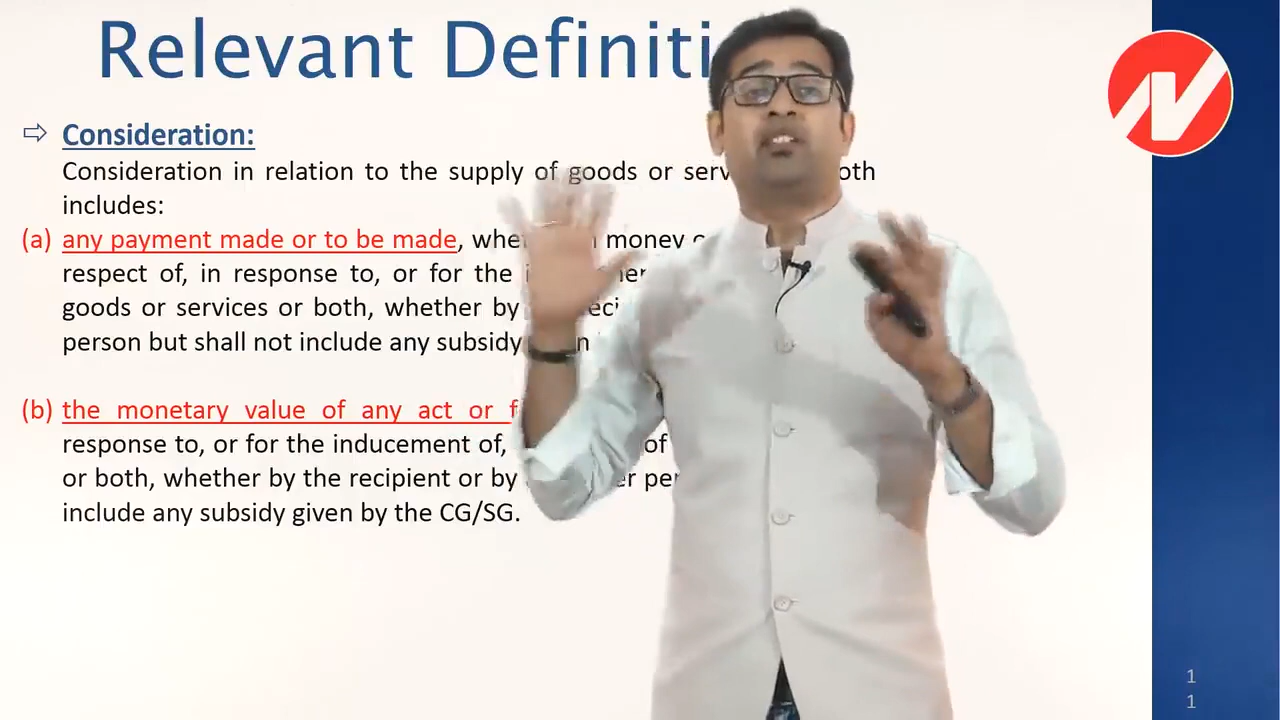 Relevant Definiti
⇨ Consideration:
Consideration in relation to the supply of goods or
includes:
(a) any payment made or to be made, money
respect of, in response to, or for the
goods or services or both, whether by
person but shall not include any subsidy
(b) the monetary value of any act or
response to, or for the inducement of, of
or both, whether by the recipient or by
include any subsidy given by the CG/SG.
1
1